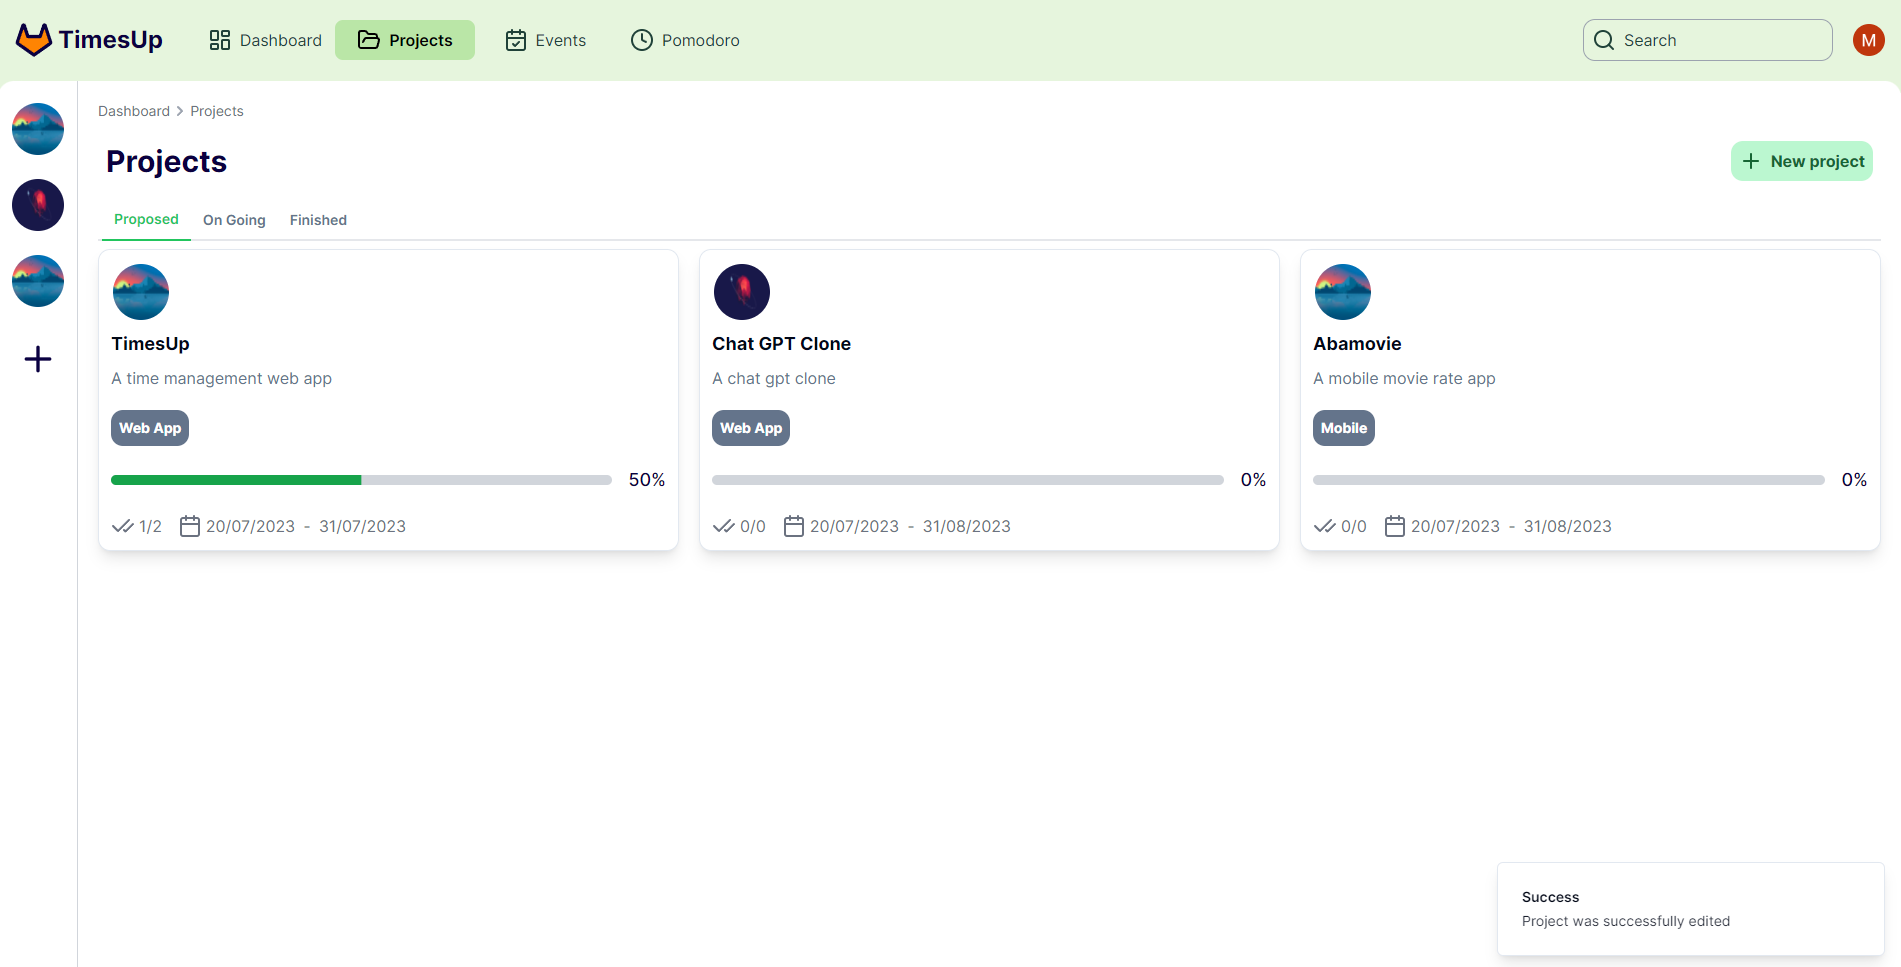 TimesUp
Dashboard
Projects
Events
Pomodoro
Search
M
Dashboard > Projects
Projects
New project
Proposed
On Going
Finished
TimesUp
A time management web app
Web App
50%
1/2 20/07/2023 - 31/07/2023
Chat GPT Clone
A chat gpt clone
Web App
0%
0/0 20/07/2023 - 31/08/2023
Abamovie
A mobile movie rate app
Mobile
0%
0/0 20/07/2023 - 31/08/2023
Success
Project was successfully edited